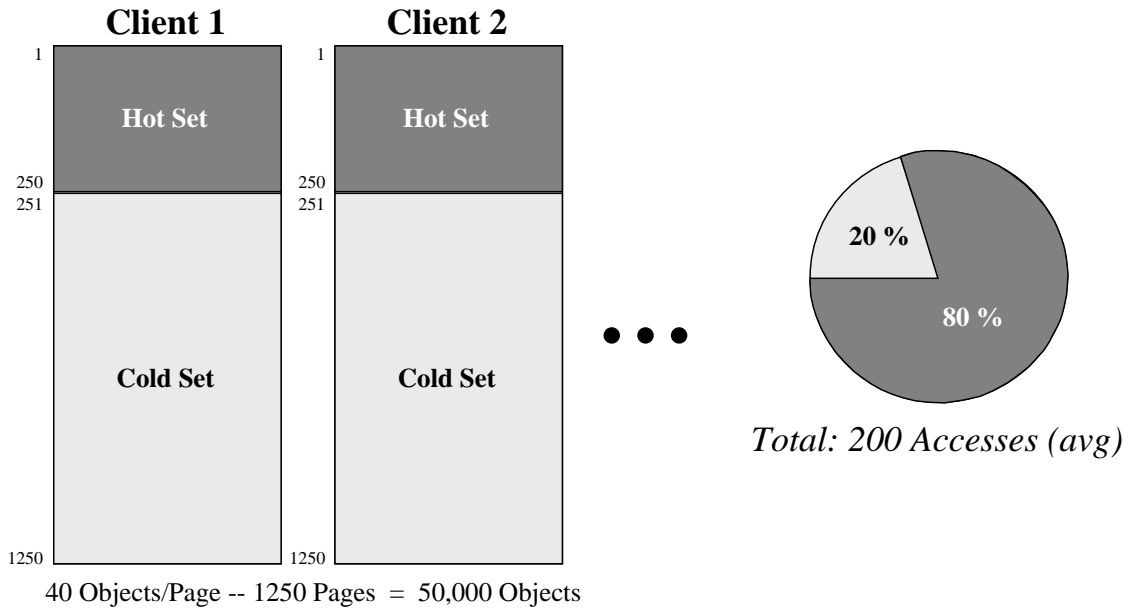 Client 1
1
Hot Set
250
251
Cold Set
1250
Client 2
1
Hot Set
250
251
Cold Set
1250
40 Objects/Page -- 1250 Pages = 50,000 Objects
20 %
80 %
Total: 200 Accesses (avg)